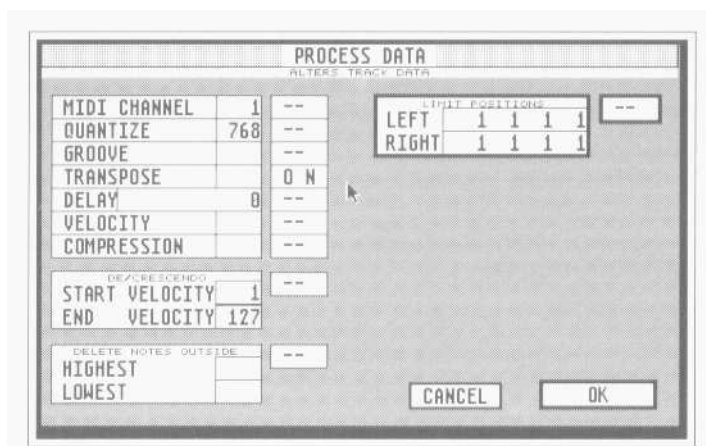 PROCESS DATA
ALTERS TRACK DATA
MIDI CHANNEL 1 --
QUANTIZE 768 --
GROOVE --
TRANSPOSE O N
DELAY 0 --
VELOCITY --
COMPRESSION --
DE/CRESCENDO --
START VELOCITY 1
END VELOCITY 127
DELETE NOTES OUTSIDE --
HIGHEST
LOWEST
LIMIT POSITIONS --
LEFT 1 1 1 1
RIGHT 1 1 1 1
CANCEL OK